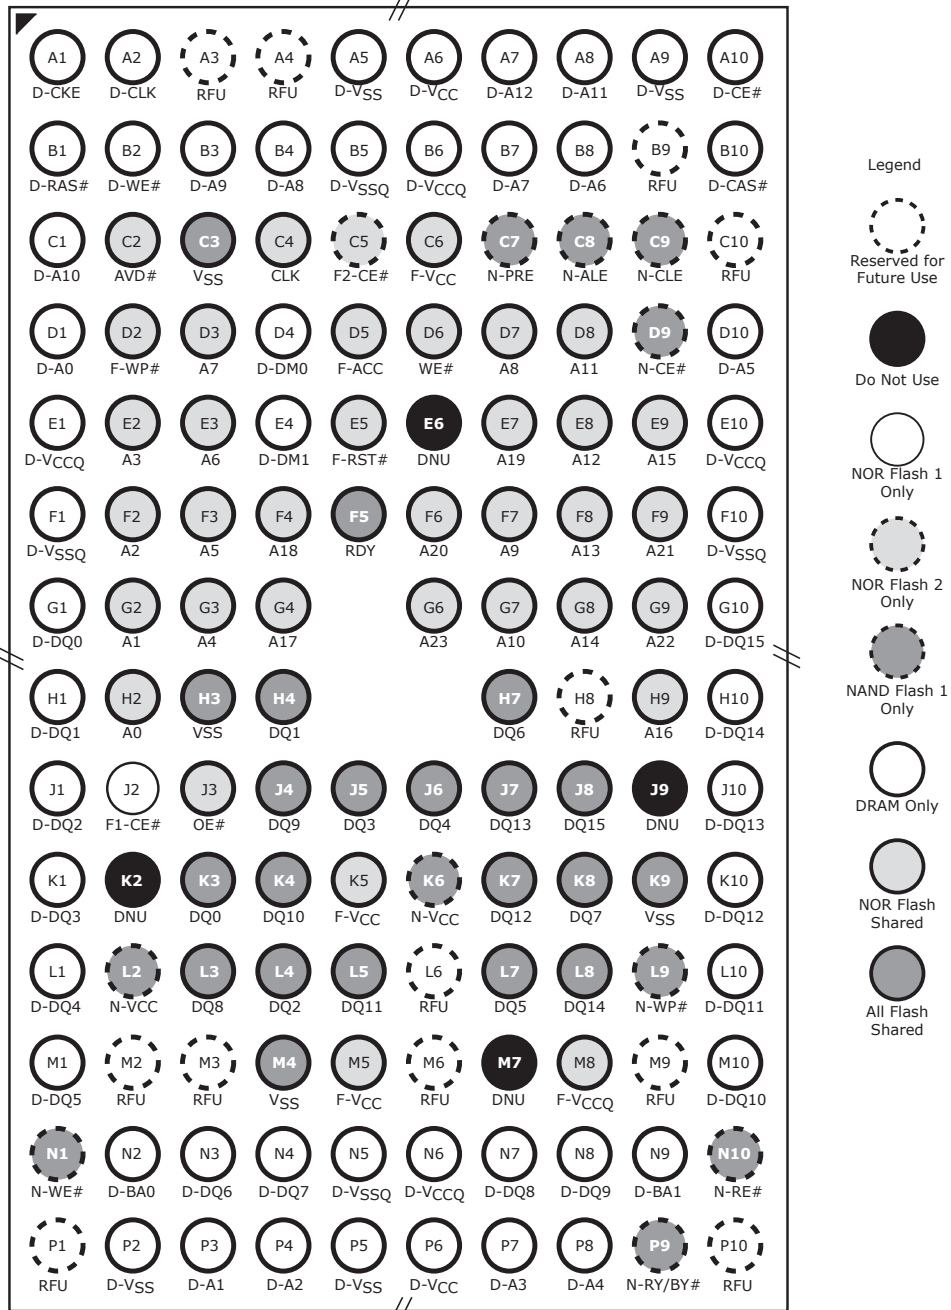 A1 A2 A3 A4 A5 A6 A7 A8 A9 A10
D-CKE D-CLK RFU RFU D-VSS D-VCC D-A12 D-A11 D-VSS D-CE#
B1 B2 B3 B4 B5 B6 B7 B8 B9 B10
D-RAS# D-WE# D-A9 D-A8 D-VSSQ D-VCCQ D-A7 D-A6 RFU D-CAS#
C1 C2 C3 C4 C5 C6 C7 C8 C9 C10
D-A10 AVD# VSS CLK F2-CE# F-VCC N-PRE N-ALE N-CLE RFU
D1 D2 D3 D4 D5 D6 D7 D8 D9 D10
D-A0 F-WP# A7 D-DM0 F-ACC WE# A8 A11 N-CE# D-A5
E1 E2 E3 E4 E5 E6 E7 E8 E9 E10
D-VCCQ A3 A6 D-DM1 F-RST# DNU A19 A12 A15 D-VCCQ
F1 F2 F3 F4 F5 F6 F7 F8 F9 F10
D-VSSQ A2 A5 A18 RDY A20 A9 A13 A21 D-VSSQ
G1 G2 G3 G4 G6 G7 G8 G9 G10
D-DQ0 A1 A4 A17 A23 A10 A14 A22 D-DQ15
H1 H2 H3 H4 H7 H8 H9 H10
D-DQ1 A0 VSS DQ1 DQ6 RFU A16 D-DQ14
J1 J2 J3 J4 J5 J6 J7 J8 J9 J10
D-DQ2 F1-CE# OE# DQ9 DQ3 DQ4 DQ13 DQ15 DNU D-DQ13
K1 K2 K3 K4 K5 K6 K7 K8 K9 K10
D-DQ3 DNU DQ0 DQ10 F-VCC N-VCC DQ12 DQ7 VSS D-DQ12
L1 L2 L3 L4 L5 L6 L7 L8 L9 L10
D-DQ4 N-VCC DQ8 DQ2 DQ11 RFU DQ5 DQ14 N-WP# D-DQ11
M1 M2 M3 M4 M5 M6 M7 M8 M9 M10
D-DQ5 RFU RFU VSS F-VCC RFU DNU F-VCCQ RFU D-DQ10
N1 N2 N3 N4 N5 N6 N7 N8 N9 N10
N-WE# D-BA0 D-DQ6 D-DQ7 D-VSSQ D-VCCQ D-DQ8 D-DQ9 D-BA1 N-RE#
P1 P2 P3 P4 P5 P6 P7 P8 P9 P10
RFU D-VSS D-A1 D-A2 D-VSS D-VCC D-A3 D-A4 N-RY/BY# RFU
Legend
Reserved for
Future Use
Do Not Use
NOR Flash 1
Only
NOR Flash 2
Only
NAND Flash 1
Only
DRAM Only
NOR Flash
Shared
All Flash
Shared